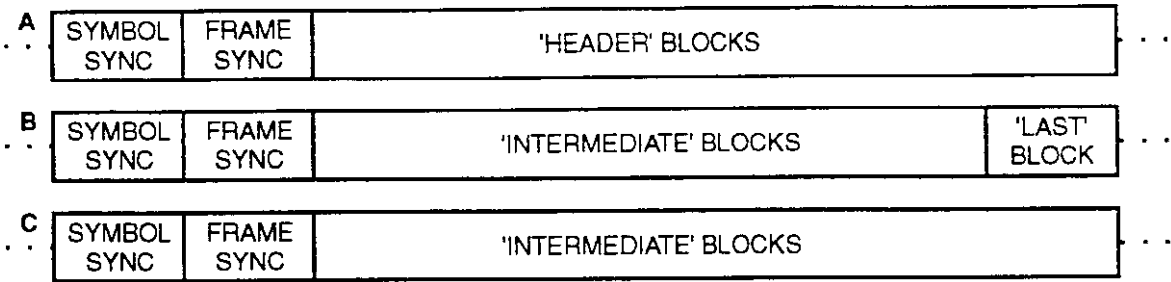 A
SYMBOL SYNC
FRAME SYNC
'HEADER' BLOCKS
B
SYMBOL SYNC
FRAME SYNC
'INTERMEDIATE' BLOCKS
'LAST' BLOCK
C
SYMBOL SYNC
FRAME SYNC
'INTERMEDIATE' BLOCKS